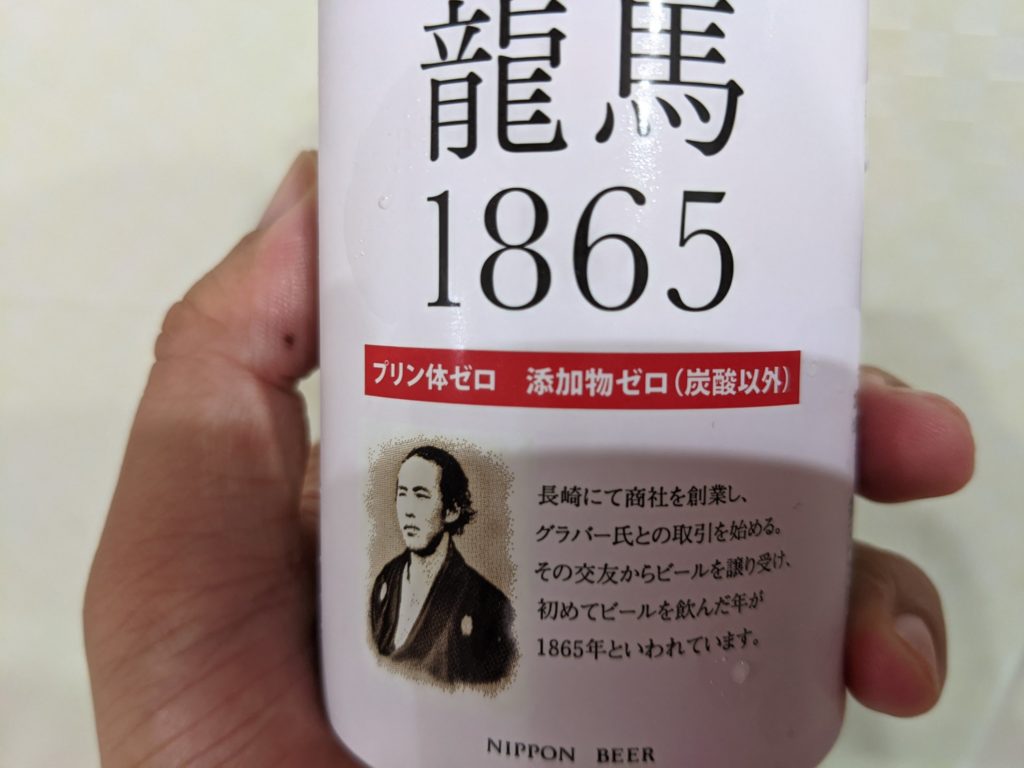 龍馬
1865
プリン体ゼロ 添加物ゼロ(炭酸以外)
長崎にて商社を創業し、
グラバー氏との取引を始める。
その交友からビールを譲り受け、
初めてビールを飲んだ年が
1865年といわれています。
NIPPON BEER